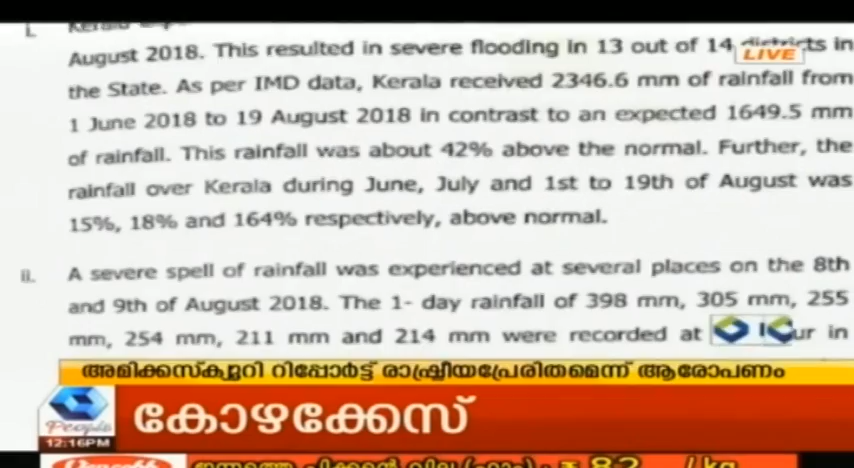 i.
August 2018. This resulted in severe flooding in 13 out of 14 districts in
LIVE
the State. As per IMD data, Kerala received 2346.6 mm of rainfall from
1 June 2018 to 19 August 2018 in contrast to an expected 1649.5 mm
of rainfall. This rainfall was about 42% above the normal. Further, the
rainfall over Kerala during June, July and 1st to 19th of August was
15%, 18% and 164% respectively, above normal.
ii. A severe spell of rainfall was experienced at several places on the 8th
and 9th of August 2018. The 1- day rainfall of 398 mm, 305 mm, 255
mm, 254 mm, 211 mm and 214 mm were recorded at in
അമിക്കസ്ക്യൂറി റിപ്പോർട്ട് രാഷ്ട്രീയപ്രേരിതമെന്ന് ആരോപണം
People
കോഴക്കേസ്
12:16PM